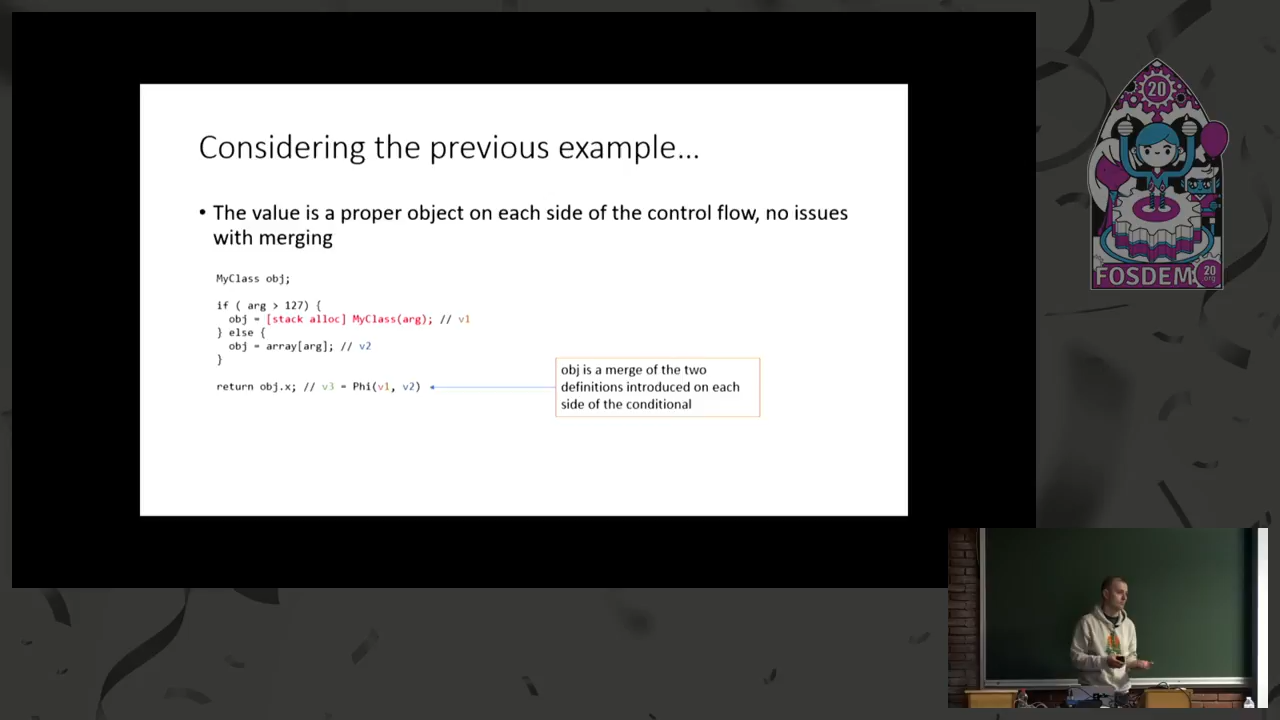 Considering the previous example...
• The value is a proper object on each side of the control flow, no issues
with merging
MyClass obj;
if ( arg > 127) {
obj = [stack alloc] MyClass(arg); // v1
} else {
obj = array[arg]; // v2
}
return obj.x; // v3 = Phi(v1, v2)
obj is a merge of the two
definitions introduced on each
side of the conditional
20
FOSDEM
20
.org